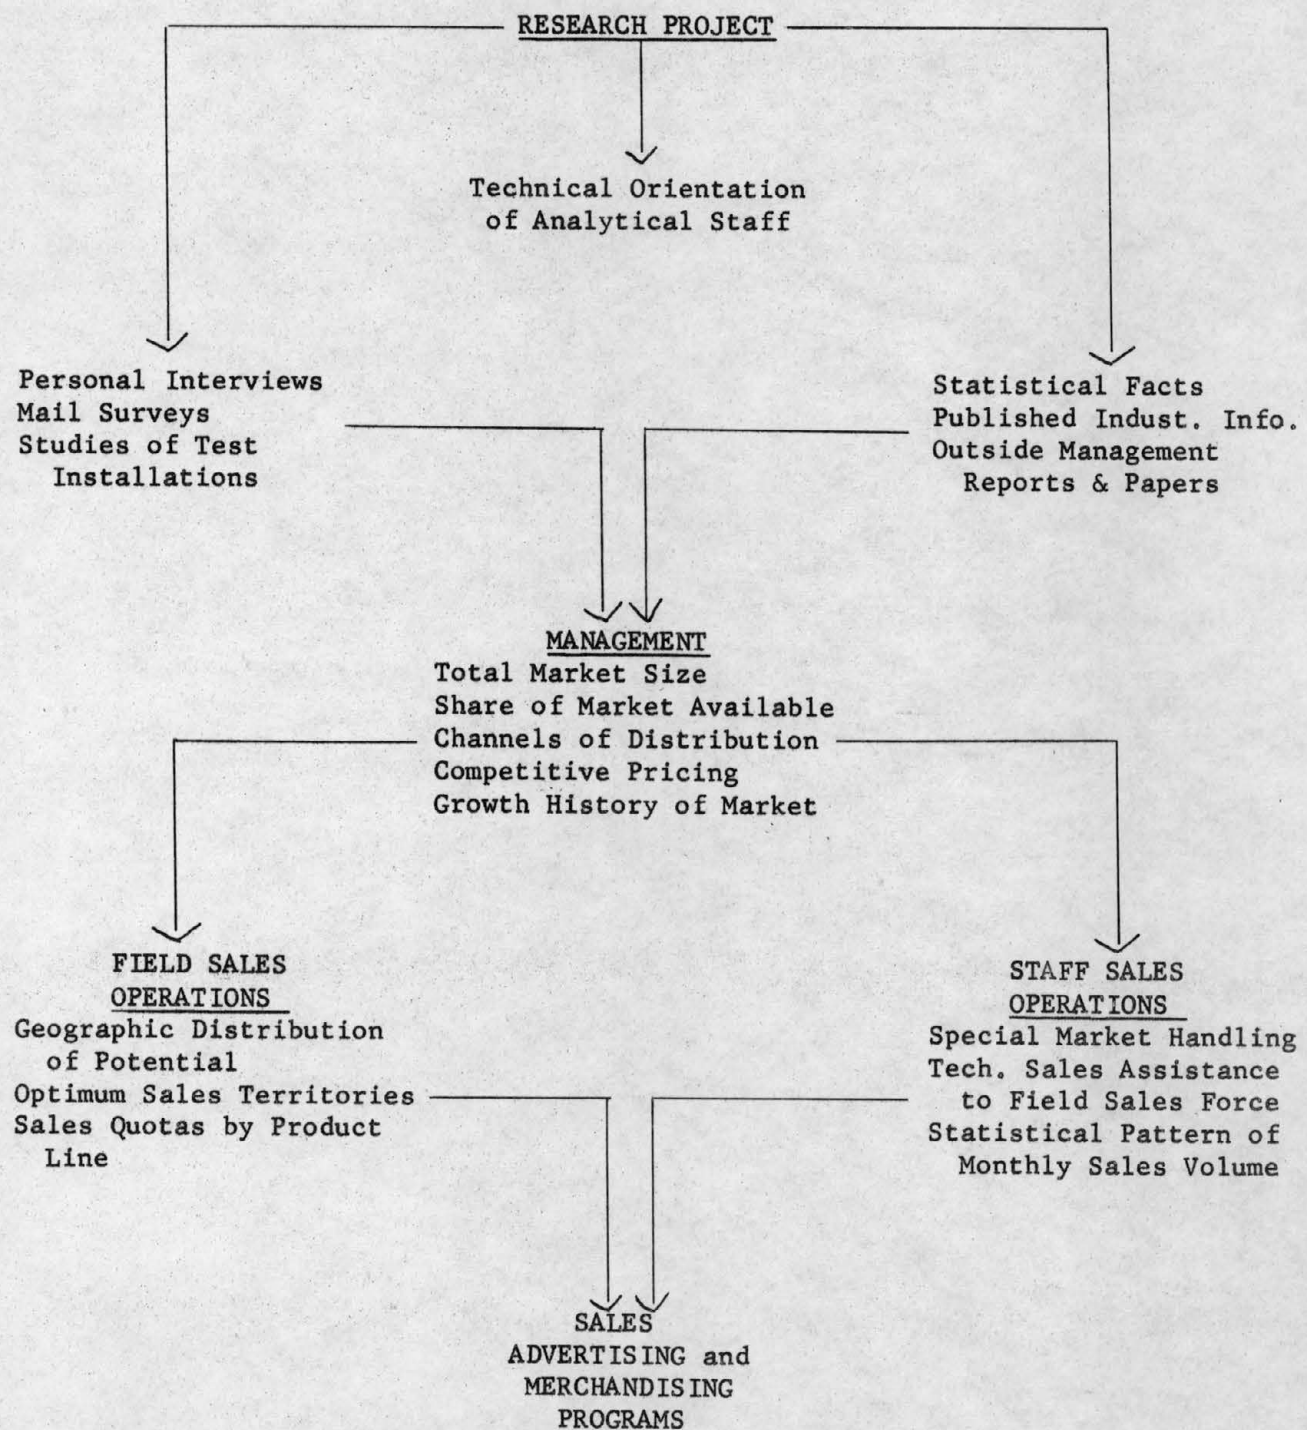 RESEARCH PROJECT
Technical Orientation
of Analytical Staff
Personal Interviews
Mail Surveys
Studies of Test
Installations
Statistical Facts
Published Indust. Info.
Outside Management
Reports & Papers
MANAGEMENT
Total Market Size
Share of Market Available
Channels of Distribution
Competitive Pricing
Growth History of Market
FIELD SALES
OPERATIONS
Geographic Distribution
of Potential
Optimum Sales Territories
Sales Quotas by Product
Line
STAFF SALES
OPERATIONS
Special Market Handling
Tech. Sales Assistance
to Field Sales Force
Statistical Pattern of
Monthly Sales Volume
SALES
ADVERTISING and
MERCHANDISING
PROGRAMS